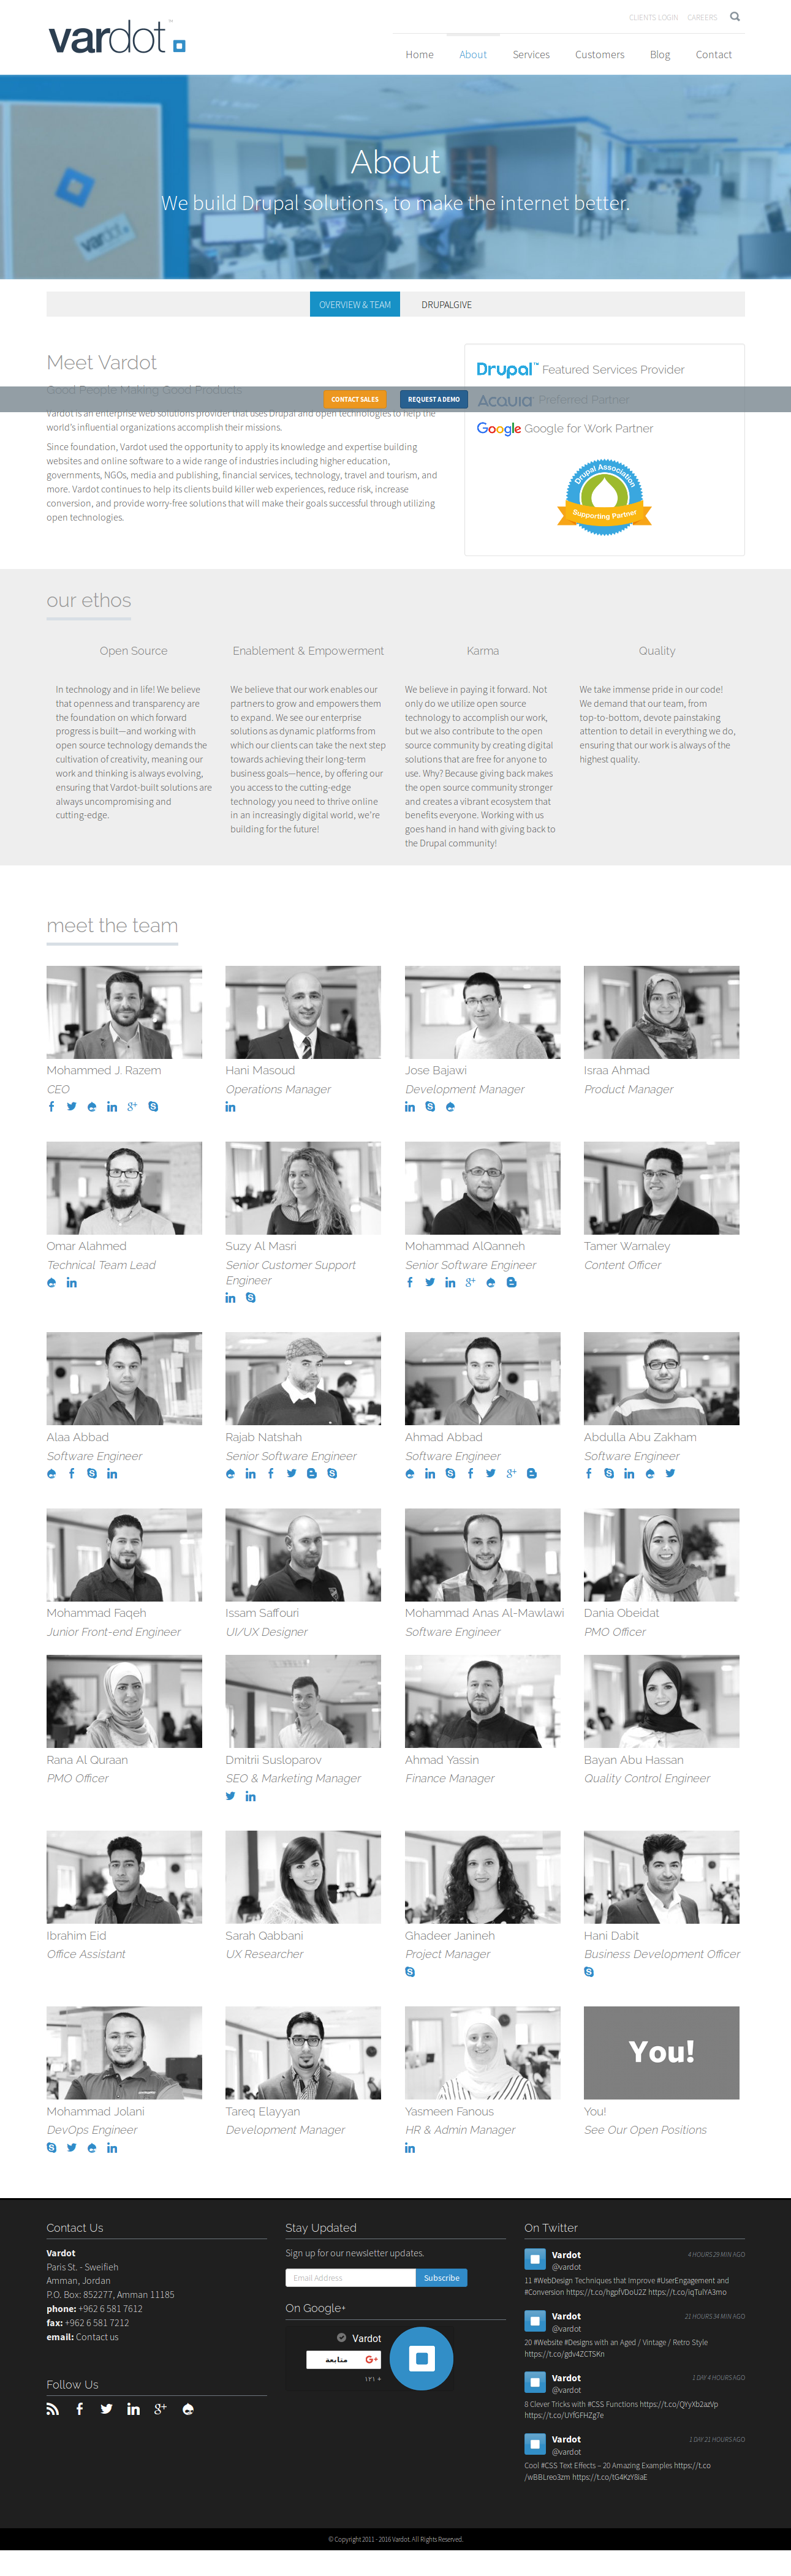 vardot
CLIENTS LOGIN CAREERS
Home About Services Customers Blog Contact
About
We build Drupal solutions, to make the internet better.
OVERVIEW & TEAM DRUPALGIVE
Meet Vardot
Good People Making Good Products
CONTACT SALES REQUEST A DEMO
Vardot is an enterprise web solutions provider that uses Drupal and open technologies to help the
world's influential organizations accomplish their missions.
Since foundation, Vardot used the opportunity to apply its knowledge and expertise building
websites and online software to a wide range of industries including higher education,
governments, NGOs, media and publishing, financial services, technology, travel and tourism, and
more. Vardot continues to help its clients build killer web experiences, reduce risk, increase
conversion, and provide worry-free solutions that will make their goals successful through utilizing
open technologies.
Drupal™ Featured Services Provider
Acquia Preferred Partner
Google Google for Work Partner
Drupal Association
Supporting Partner
our ethos
Open Source
In technology and in life! We believe
that openness and transparency are
the foundation on which forward
progress is built—and working with
open source technology demands the
cultivation of creativity, meaning our
work and thinking is always evolving,
ensuring that Vardot-built solutions are
always uncompromising and
cutting-edge.
Enablement & Empowerment
We believe that our work enables our
partners to grow and empowers them
to expand. We see our enterprise
solutions as dynamic platforms from
which our clients can take the next step
towards achieving their long-term
business goals—hence, by offering our
you access to the cutting-edge
technology you need to thrive online
in an increasingly digital world, we're
building for the future!
Karma
We believe in paying it forward. Not
only do we utilize open source
technology to accomplish our work,
but we also contribute to the open
source community by creating digital
solutions that are free for anyone to
use. Why? Because giving back makes
the open source community stronger
and creates a vibrant ecosystem that
benefits everyone. Working with us
goes hand in hand with giving back to
the Drupal community!
Quality
We take immense pride in our code!
We demand that our team, from
top-to-bottom, devote painstaking
attention to detail in everything we do,
ensuring that our work is always of the
highest quality.
meet the team
Mohammed J. Razem
CEO
Hani Masoud
Operations Manager
Jose Bajawi
Development Manager
Israa Ahmad
Product Manager
Omar Alahmed
Technical Team Lead
Suzy Al Masri
Senior Customer Support
Engineer
Mohammad AlQanneh
Senior Software Engineer
Tamer Warnaley
Content Officer
Alaa Abbad
Software Engineer
Rajab Natshah
Senior Software Engineer
Ahmad Abbad
Software Engineer
Abdulla Abu Zakham
Software Engineer
Mohammad Faqeh
Junior Front-end Engineer
Issam Saffouri
UI/UX Designer
Mohammad Anas Al-Mawlawi
Software Engineer
Dania Obeidat
PMO Officer
Rana Al Quraan
PMO Officer
Dmitrii Susloparov
SEO & Marketing Manager
Ahmad Yassin
Finance Manager
Bayan Abu Hassan
Quality Control Engineer
Ibrahim Eid
Office Assistant
Sarah Qabbani
UX Researcher
Ghadeer Janineh
Project Manager
Hani Dabit
Business Development Officer
Mohammad Jolani
DevOps Engineer
Tareq Elayyan
Development Manager
Yasmeen Fanous
HR & Admin Manager
You!
You!
See Our Open Positions
Contact Us
Vardot
Paris St. - Sweifieh
Amman, Jordan
P.O. Box: 852277, Amman 11185
phone: +962 6 581 7612
fax: +962 6 581 7212
email: Contact us
Follow Us
Stay Updated
Sign up for our newsletter updates.
Email Address Subscribe
On Google+
Vardot
متابعة
+ ١٣١
On Twitter
Vardot 4 HOURS 29 MIN AGO
@vardot
11 #WebDesign Techniques that Improve #UserEngagement and
#Conversion https://t.co/hgpfVDoU2Z https://t.co/iqTulYA3mo
Vardot 21 HOURS 34 MIN AGO
@vardot
20 #Website #Designs with an Aged / Vintage / Retro Style
https://t.co/gdv4ZCTSKn
Vardot 1 DAY 4 HOURS AGO
@vardot
8 Clever Tricks with #CSS Functions https://t.co/QYyXb2azVp
https://t.co/UYfGFHZg7e
Vardot 1 DAY 21 HOURS AGO
@vardot
Cool #CSS Text Effects – 20 Amazing Examples https://t.co
/wBBLreo3zm https://t.co/tG4KzY8iaE
© Copyright 2011 - 2016 Vardot. All Rights Reserved.